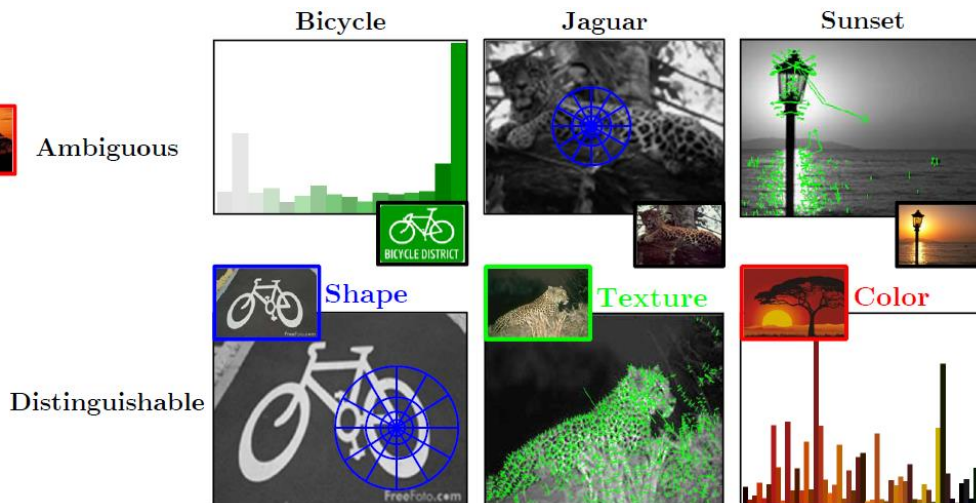 Bicycle
Jaguar
Sunset
Ambiguous
BICYCLE DISTRICT
Shape
Texture
Color
FreeFoto.com
Distinguishable
FreeFoto.com